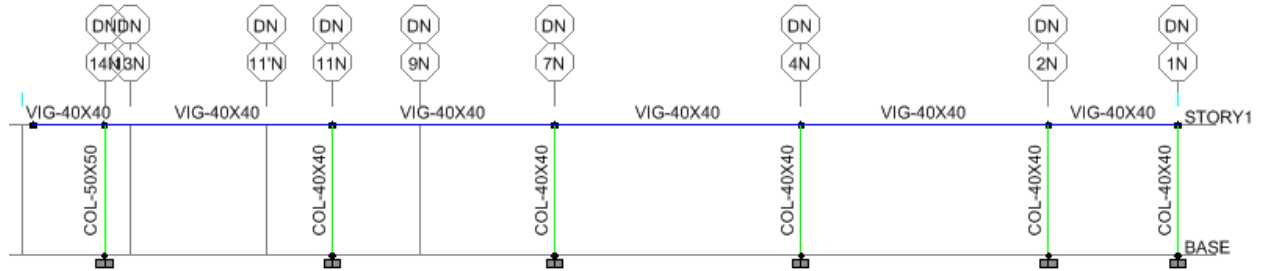 DN DN DN DN DN DN DN DN DN
14N 13N 11'N 11N 9N 7N 4N 2N 1N
VIG-40X40 VIG-40X40 VIG-40X40 VIG-40X40 VIG-40X40 VIG-40X40 STORY1
COL-50X50 COL-40X40 COL-40X40 COL-40X40 COL-40X40 COL-40X40
BASE